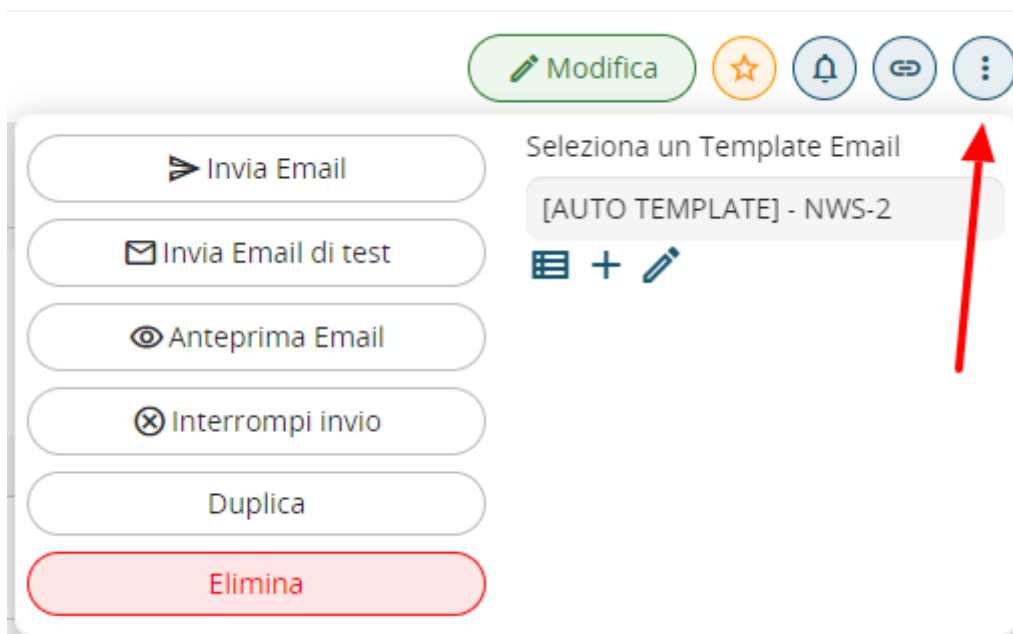 Modifica
Invia Email
Invia Email di test
Anteprima Email
Interrompi invio
Duplica
Elimina
Seleziona un Template Email
[AUTO TEMPLATE] - NWS-2